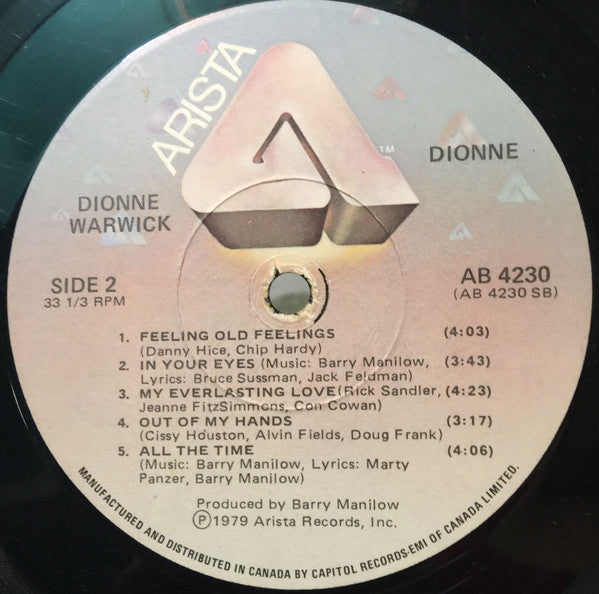 ARISTA
TM
DIONNE
DIONNE
WARWICK
SIDE 2
33 1/3 RPM
AB 4230
(AB 4230 SB)
1. FEELING OLD FEELINGS (4:03)
(Danny Hice, Chip Hardy)
2. IN YOUR EYES (Music: Barry Manilow, (3:43)
Lyrics: Bruce Sussman, Jack Feldman)
3. MY EVERLASTING LOVE(Rick Sandler, (4:23)
Jeanne FitzSimmons, Con Cowan)
4. OUT OF MY HANDS (3:17)
(Cissy Houston, Alvin Fields, Doug Frank)
5. ALL THE TIME (4:06)
(Music: Barry Manilow, Lyrics: Marty
Panzer, Barry Manilow)
Produced by Barry Manilow
Ⓟ1979 Arista Records, Inc.
MANUFACTURED AND DISTRIBUTED IN CANADA BY CAPITOL RECORDS-EMI OF CANADA LIMITED.